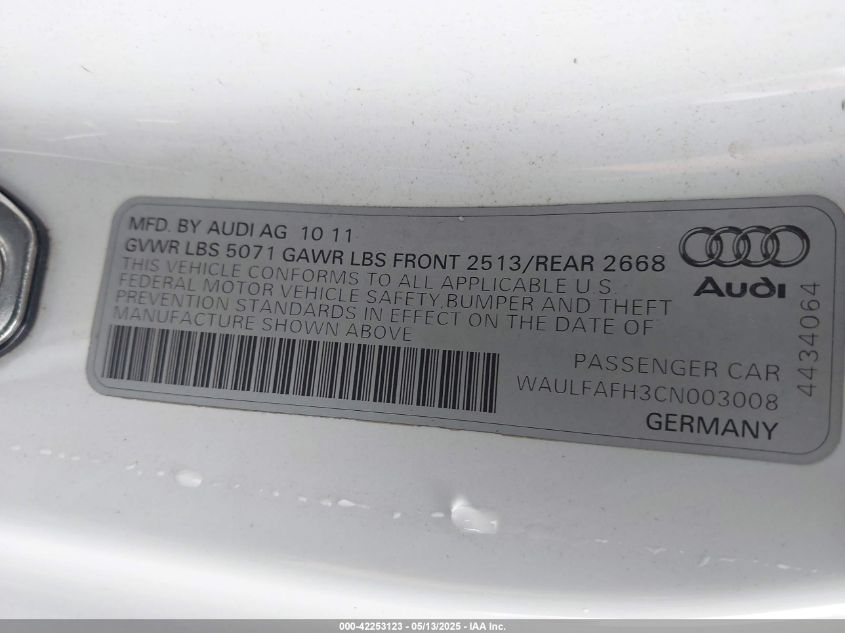 MFD. BY AUDI AG 10 11
GVWR LBS 5071 GAWR LBS FRONT 2513/REAR 2668
THIS VEHICLE CONFORMS TO ALL APPLICABLE U.S.
FEDERAL MOTOR VEHICLE SAFETY,BUMPER AND THEFT
PREVENTION STANDARDS IN EFFECT ON THE DATE OF
MANUFACTURE SHOWN ABOVE
Audi
PASSENGER CAR
WAULFAFH3CN003008
GERMANY
4434064
000-42253123 - 05/13/2025 - IAA Inc.